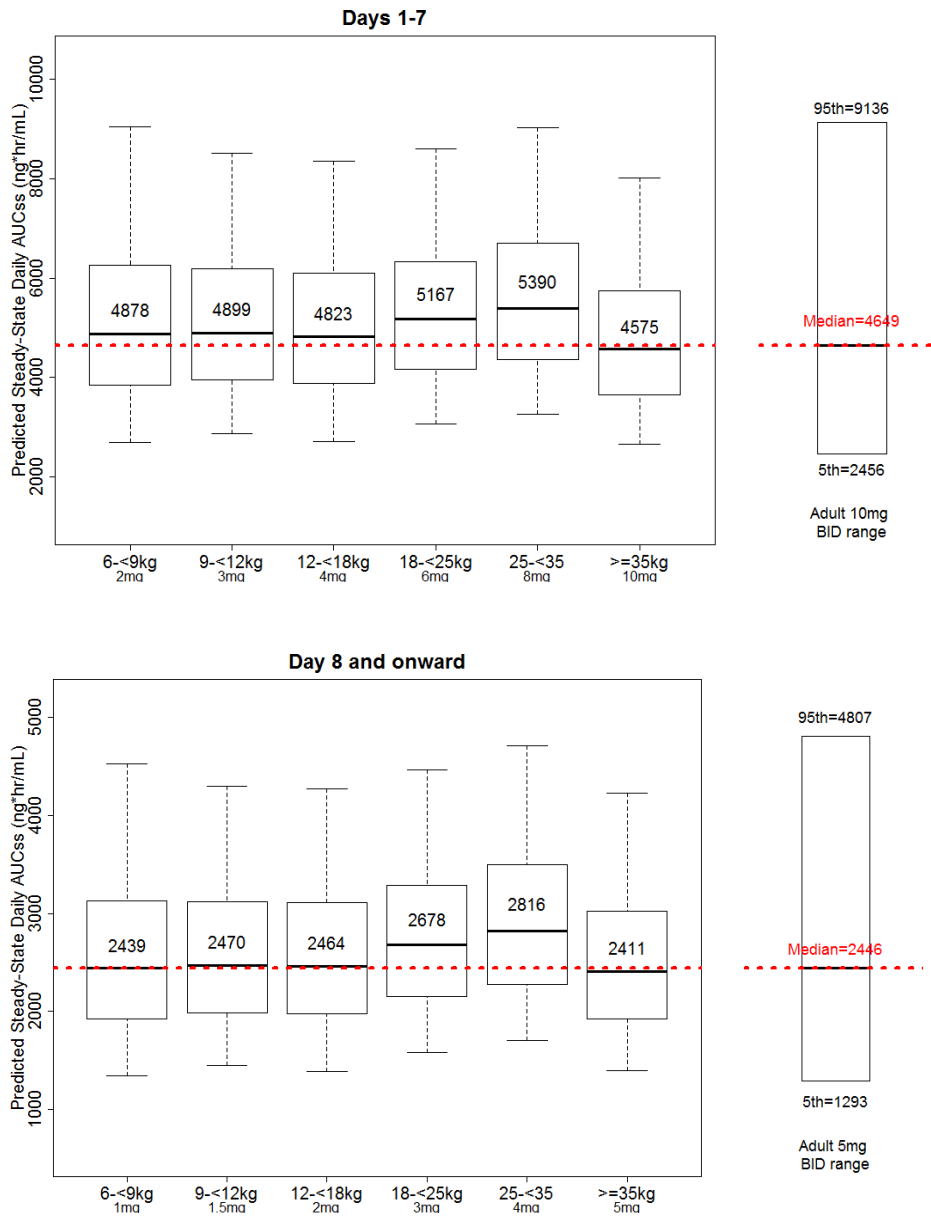 Days 1-7
Predicted Steady-State Daily AUCss (ng*hr/mL)
10000
8000
6000
4000
2000
4878
4899
4823
5167
5390
4575
6-<9kg
9-<12kg
12-<18kg
18-<25kg
25-<35
>=35kg
2mg
3mg
4mg
6mg
8mg
10mg
95th=9136
Median=4649
5th=2456
Adult 10mg
BID range
Day 8 and onward
Predicted Steady-State Daily AUCss (ng*hr/mL)
5000
4000
3000
2000
1000
2439
2470
2464
2678
2816
2411
6-<9kg
9-<12kg
12-<18kg
18-<25kg
25-<35
>=35kg
1mg
1.5mg
2mg
3mg
4mg
5mg
95th=4807
Median=2446
5th=1293
Adult 5mg
BID range